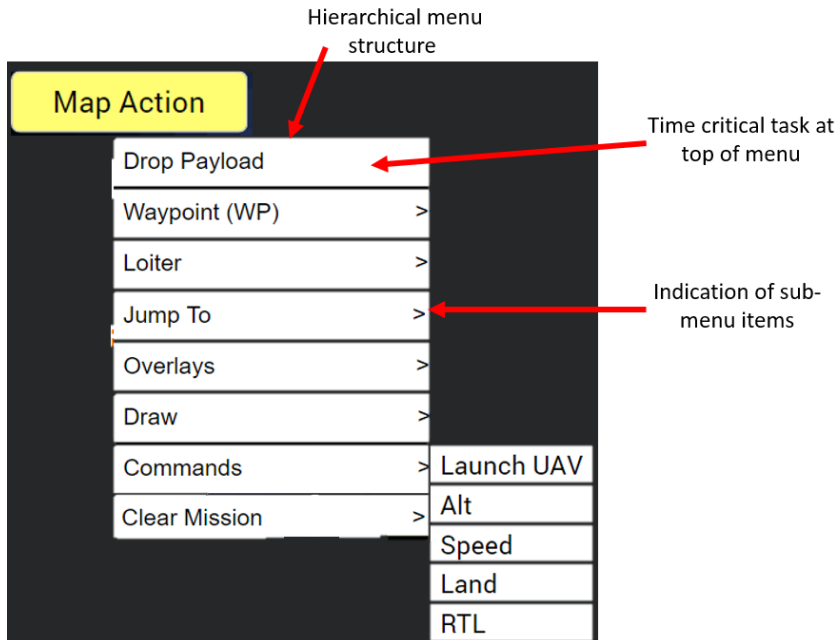 Hierarchical menu
structure
Map Action
Drop Payload
Time critical task at
top of menu
Waypoint (WP) >
Loiter >
Indication of sub-
menu items
Jump To >
Overlays >
Draw >
Commands >
Launch UAV
Alt
Clear Mission >
Speed
Land
RTL